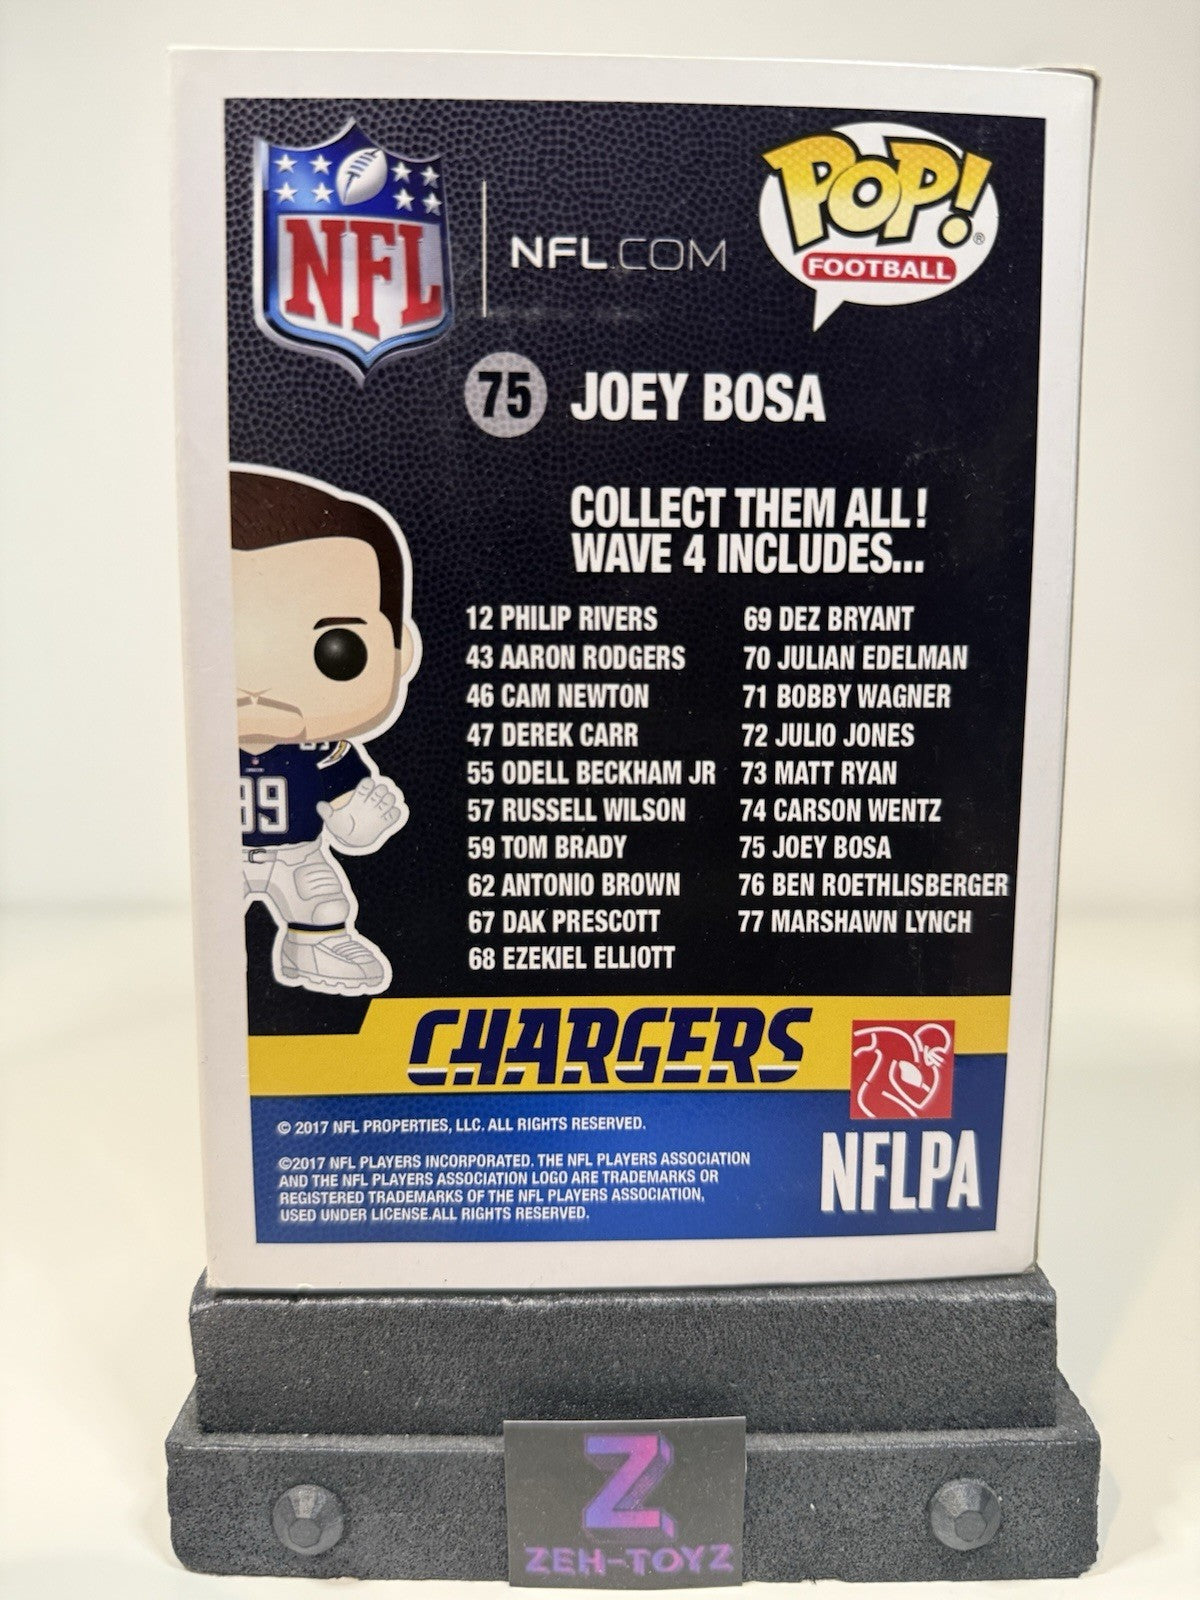 NFL
NFL.COM
POP!®
FOOTBALL
75 JOEY BOSA
COLLECT THEM ALL!
WAVE 4 INCLUDES...
12 PHILIP RIVERS
43 AARON RODGERS
46 CAM NEWTON
47 DEREK CARR
55 ODELL BECKHAM JR
57 RUSSELL WILSON
59 TOM BRADY
62 ANTONIO BROWN
67 DAK PRESCOTT
68 EZEKIEL ELLIOTT
69 DEZ BRYANT
70 JULIAN EDELMAN
71 BOBBY WAGNER
72 JULIO JONES
73 MATT RYAN
74 CARSON WENTZ
75 JOEY BOSA
76 BEN ROETHLISBERGER
77 MARSHAWN LYNCH
99
CHARGERS
© 2017 NFL PROPERTIES, LLC. ALL RIGHTS RESERVED.
©2017 NFL PLAYERS INCORPORATED. THE NFL PLAYERS ASSOCIATION
AND THE NFL PLAYERS ASSOCIATION LOGO ARE TRADEMARKS OR
REGISTERED TRADEMARKS OF THE NFL PLAYERS ASSOCIATION,
USED UNDER LICENSE.ALL RIGHTS RESERVED.
NFLPA
Z
ZEH-TOYZ